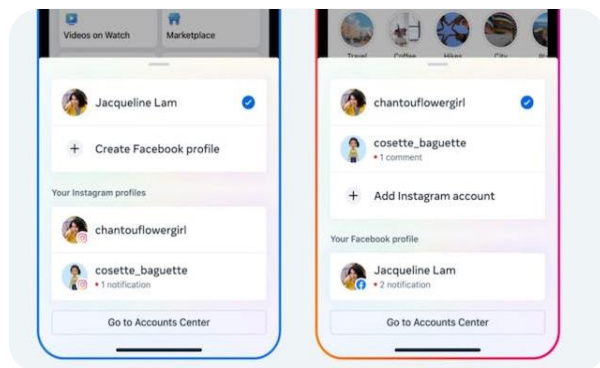 Videos on Watch
Marketplace
Jacqueline Lam
+ Create Facebook profile
Your Instagram profiles
chantouflowergirl
cosette_baguette
• 1 notification
Go to Accounts Center
Travel Coffee Hikes City
chantouflowergirl
cosette_baguette
• 1 comment
+ Add Instagram account
Your Facebook profile
Jacqueline Lam
• 2 notification
Go to Accounts Center